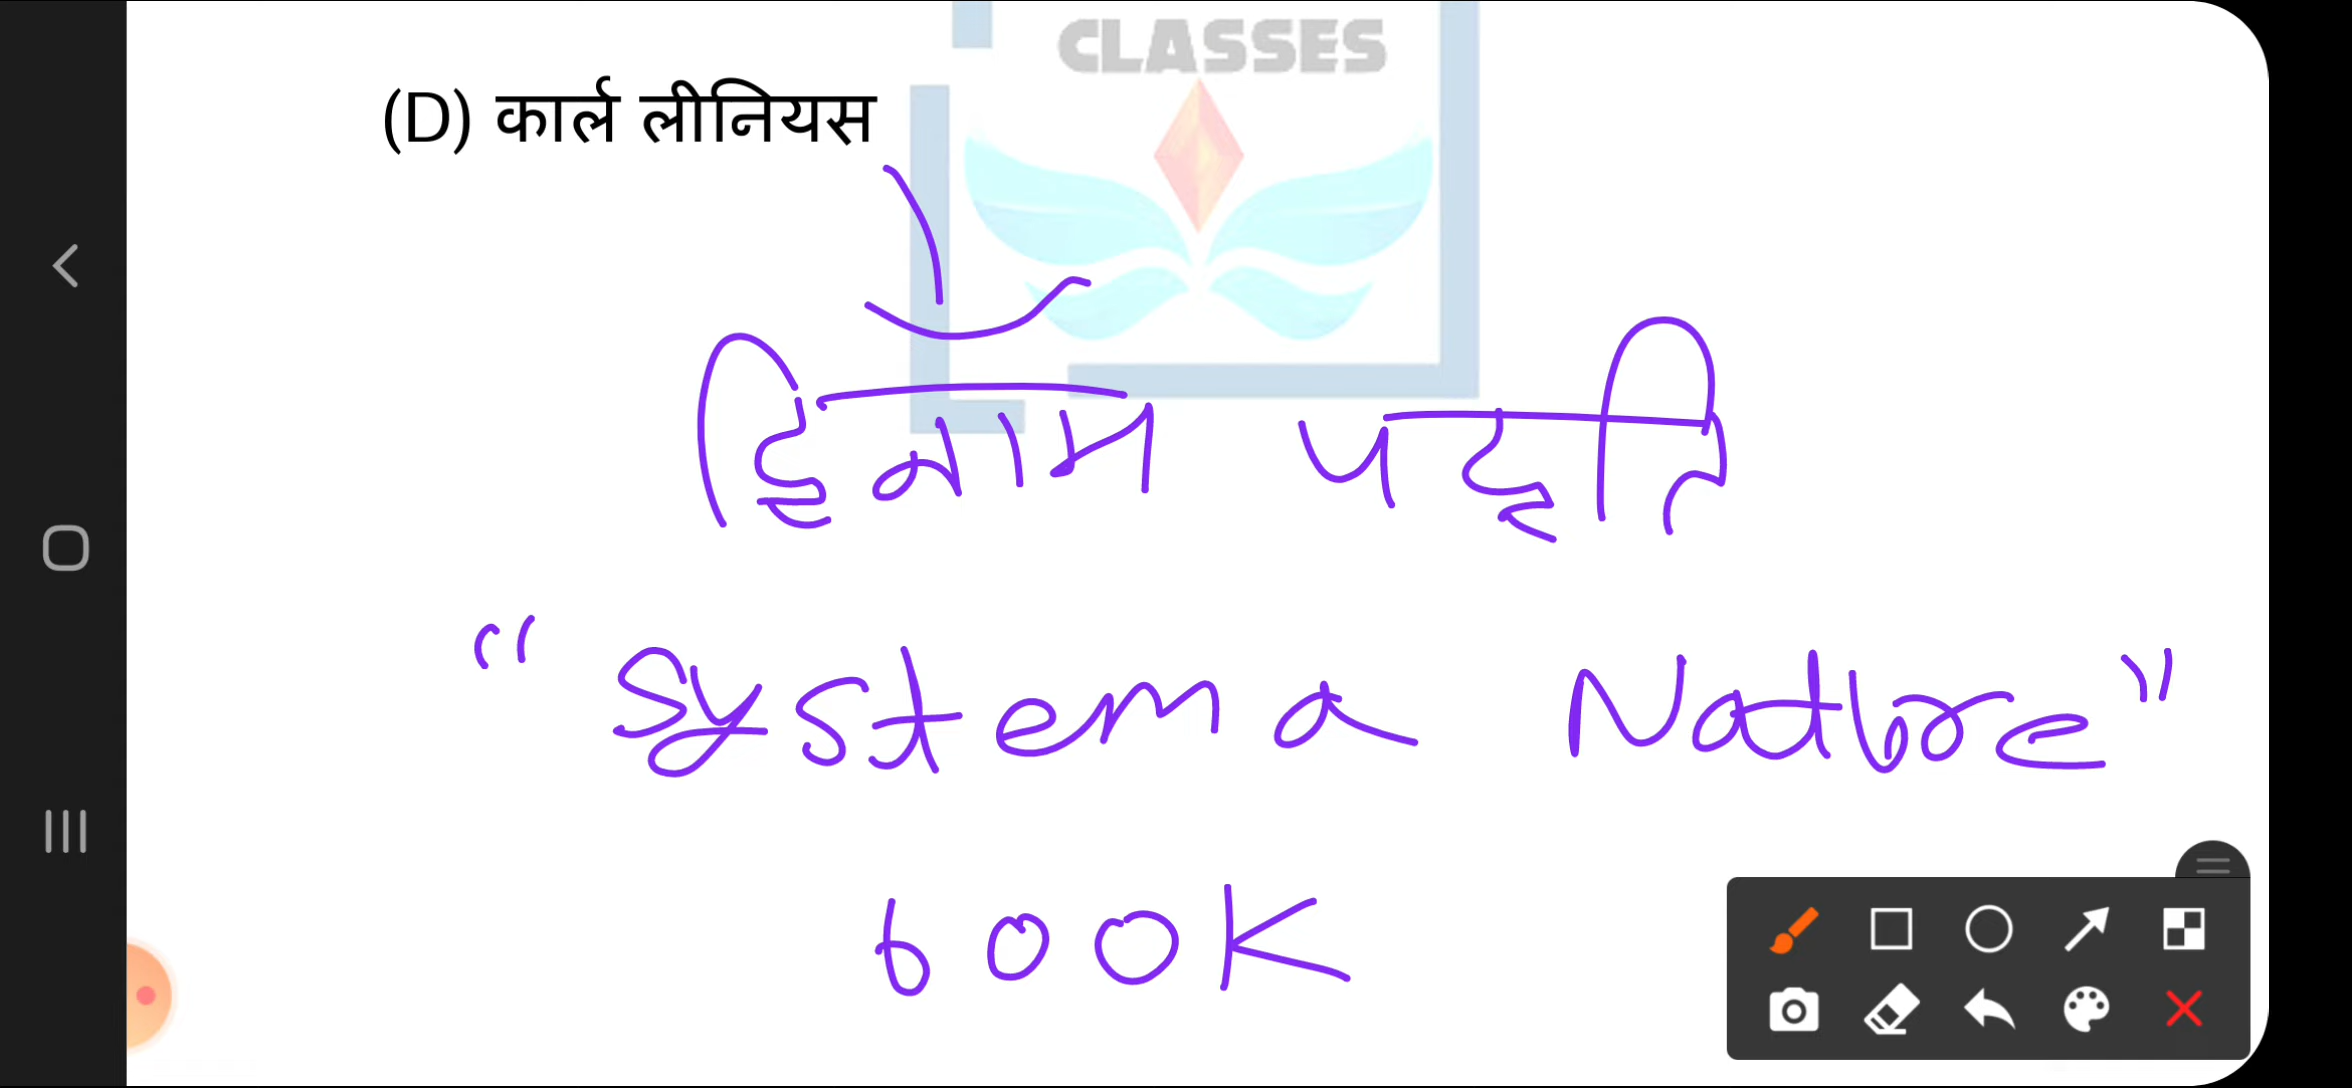 CLASSES
(D) कार्ल लीनियस
द्विनाम पद्धति
"Systema Nature"
book